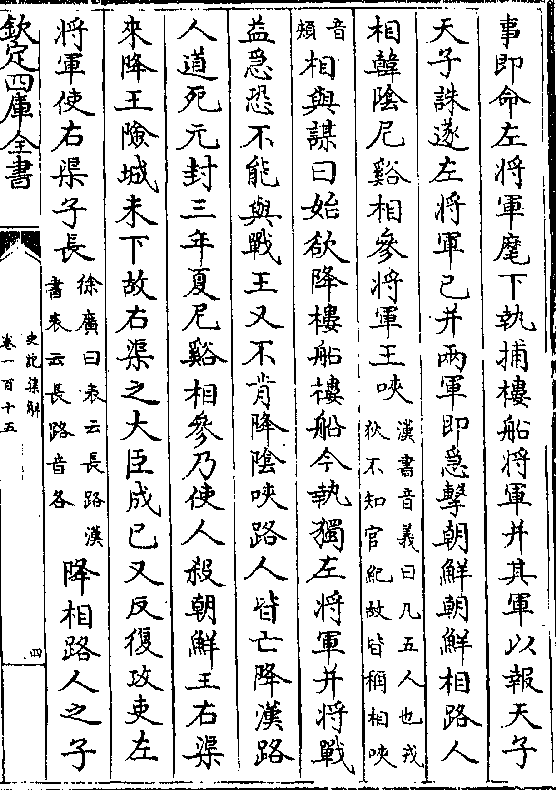 事即命左將軍麾下執捕樓船將軍并其軍以報天子
天子誅遂左將軍已并兩軍即急擊朝鮮朝鮮相路人
相韓陰尼谿相參將軍王唊漢書音義曰凡五人也戎狄不知官紀故皆稱相唊
音頰相與謀曰始欲降樓船樓船今執獨左將軍并將戰
益急恐不能與戰王又不肯降陰唊路人皆亡降漢路
人道死元封三年夏尼谿相參乃使人殺朝鮮王右渠
來降王險城未下故右渠之大臣成已又反復攻吏左
將軍使右渠子長徐廣曰表云長路漢書表云長路音各降相路人之子
欽定四庫全書
史記集解
卷一百十五
四